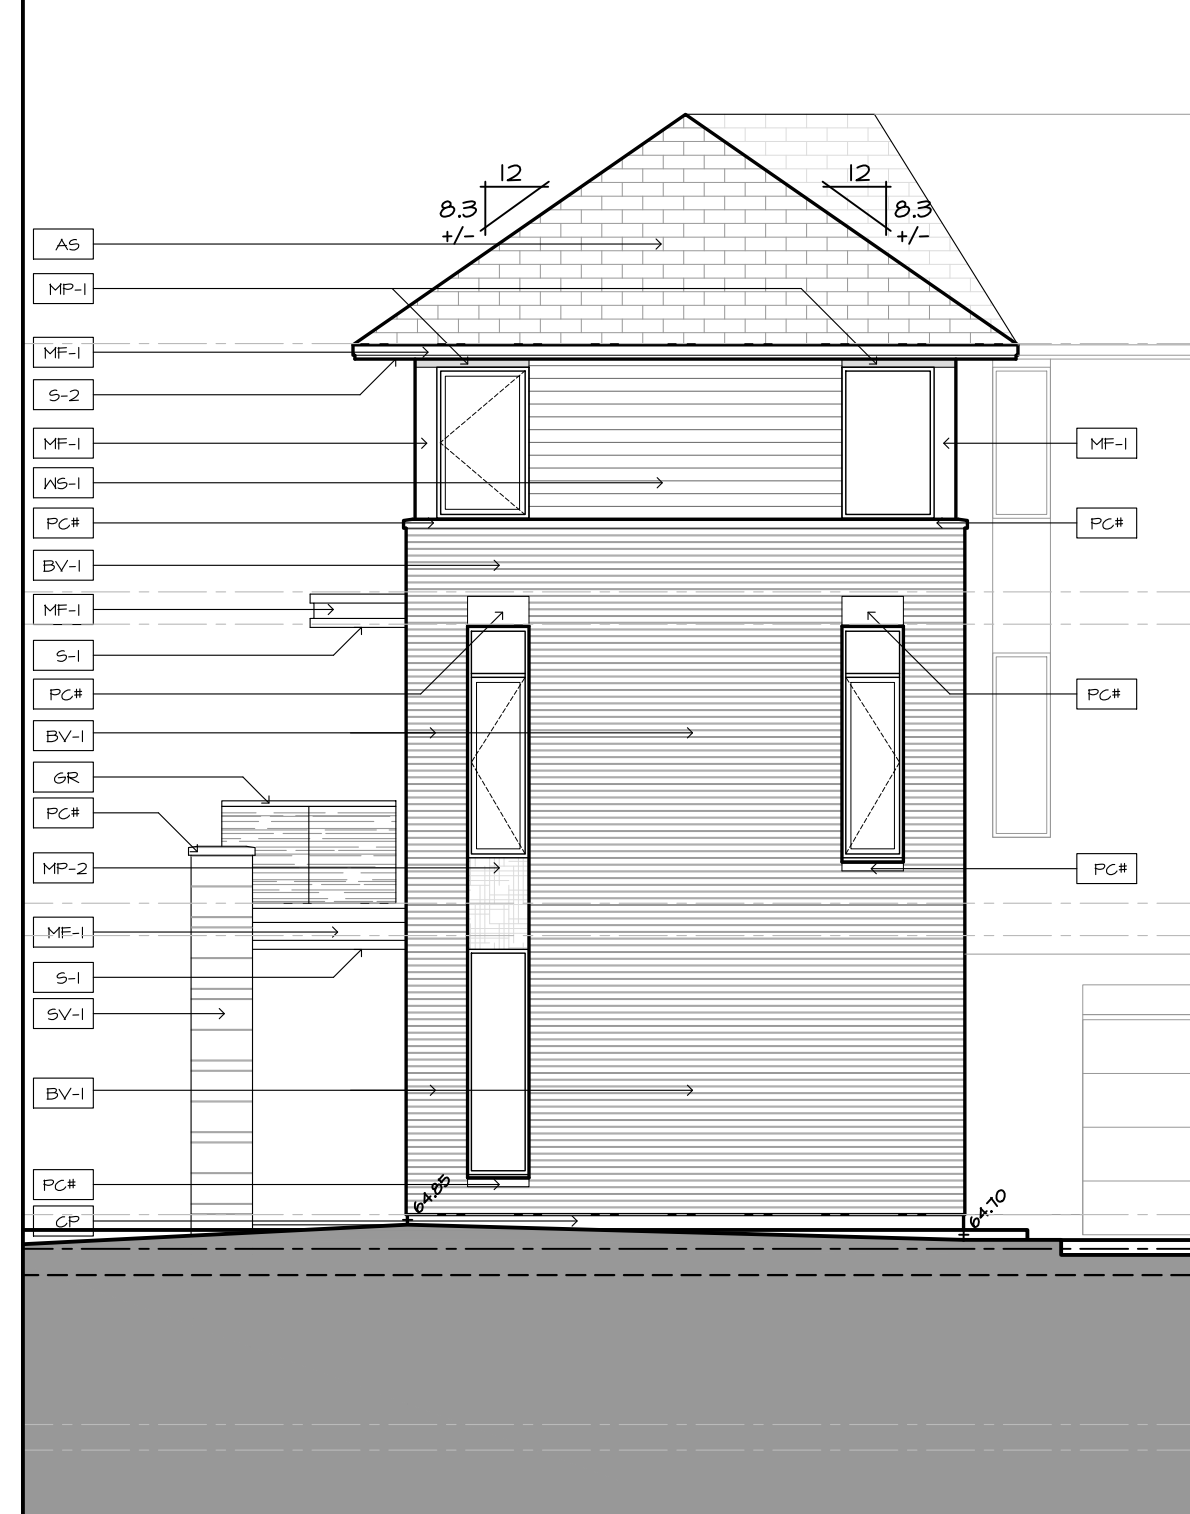 12
8.3
+/-
12
8.3
+/-
AS
MP-1
MF-1
S-2
MF-1
MF-1
WS-1
PC#
PC#
BV-1
MF-1
S-1
PC#
PC#
BV-1
GR
PC#
MP-2
PC#
MF-1
S-1
SV-1
BV-1
PC#
CP
64.85
64.70